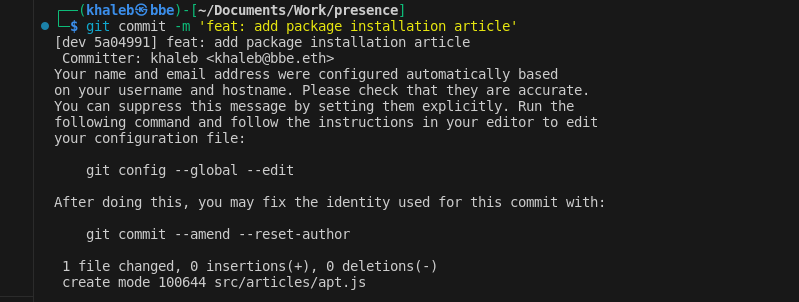 ┌──(khaleb㉿bbe)-[~/Documents/Work/presence]
└─$ git commit -m 'feat: add package installation article'
[dev 5a04991] feat: add package installation article
 Committer: khaleb <khaleb@bbe.eth>
Your name and email address were configured automatically based
on your username and hostname. Please check that they are accurate.
You can suppress this message by setting them explicitly. Run the
following command and follow the instructions in your editor to edit
your configuration file:

    git config --global --edit

After doing this, you may fix the identity used for this commit with:

    git commit --amend --reset-author

 1 file changed, 0 insertions(+), 0 deletions(-)
 create mode 100644 src/articles/apt.js